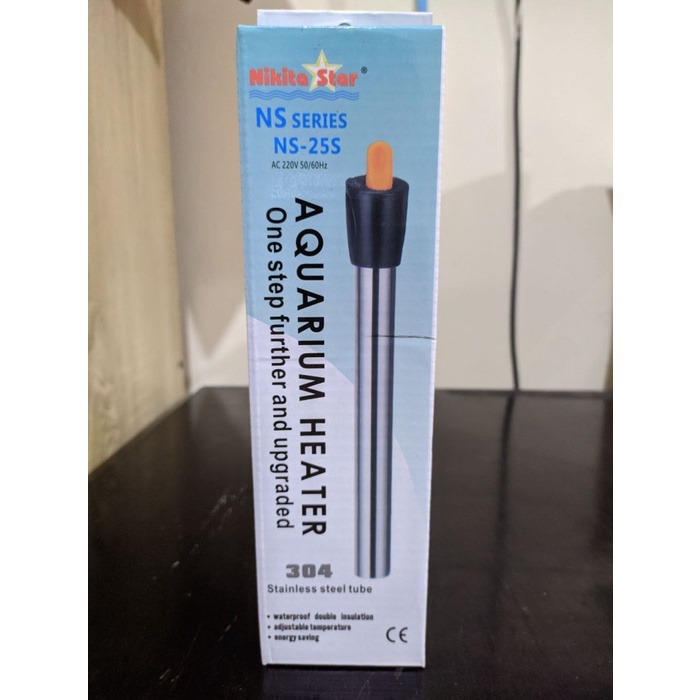 Nikita Star ®
NS SERIES
NS-25S
AC 220V 50/60Hz
AQUARIUM HEATER
One step further and upgraded
304
Stainless steel tube
• waterproof double insulation
• adjustable temperature
• energy saving
CE